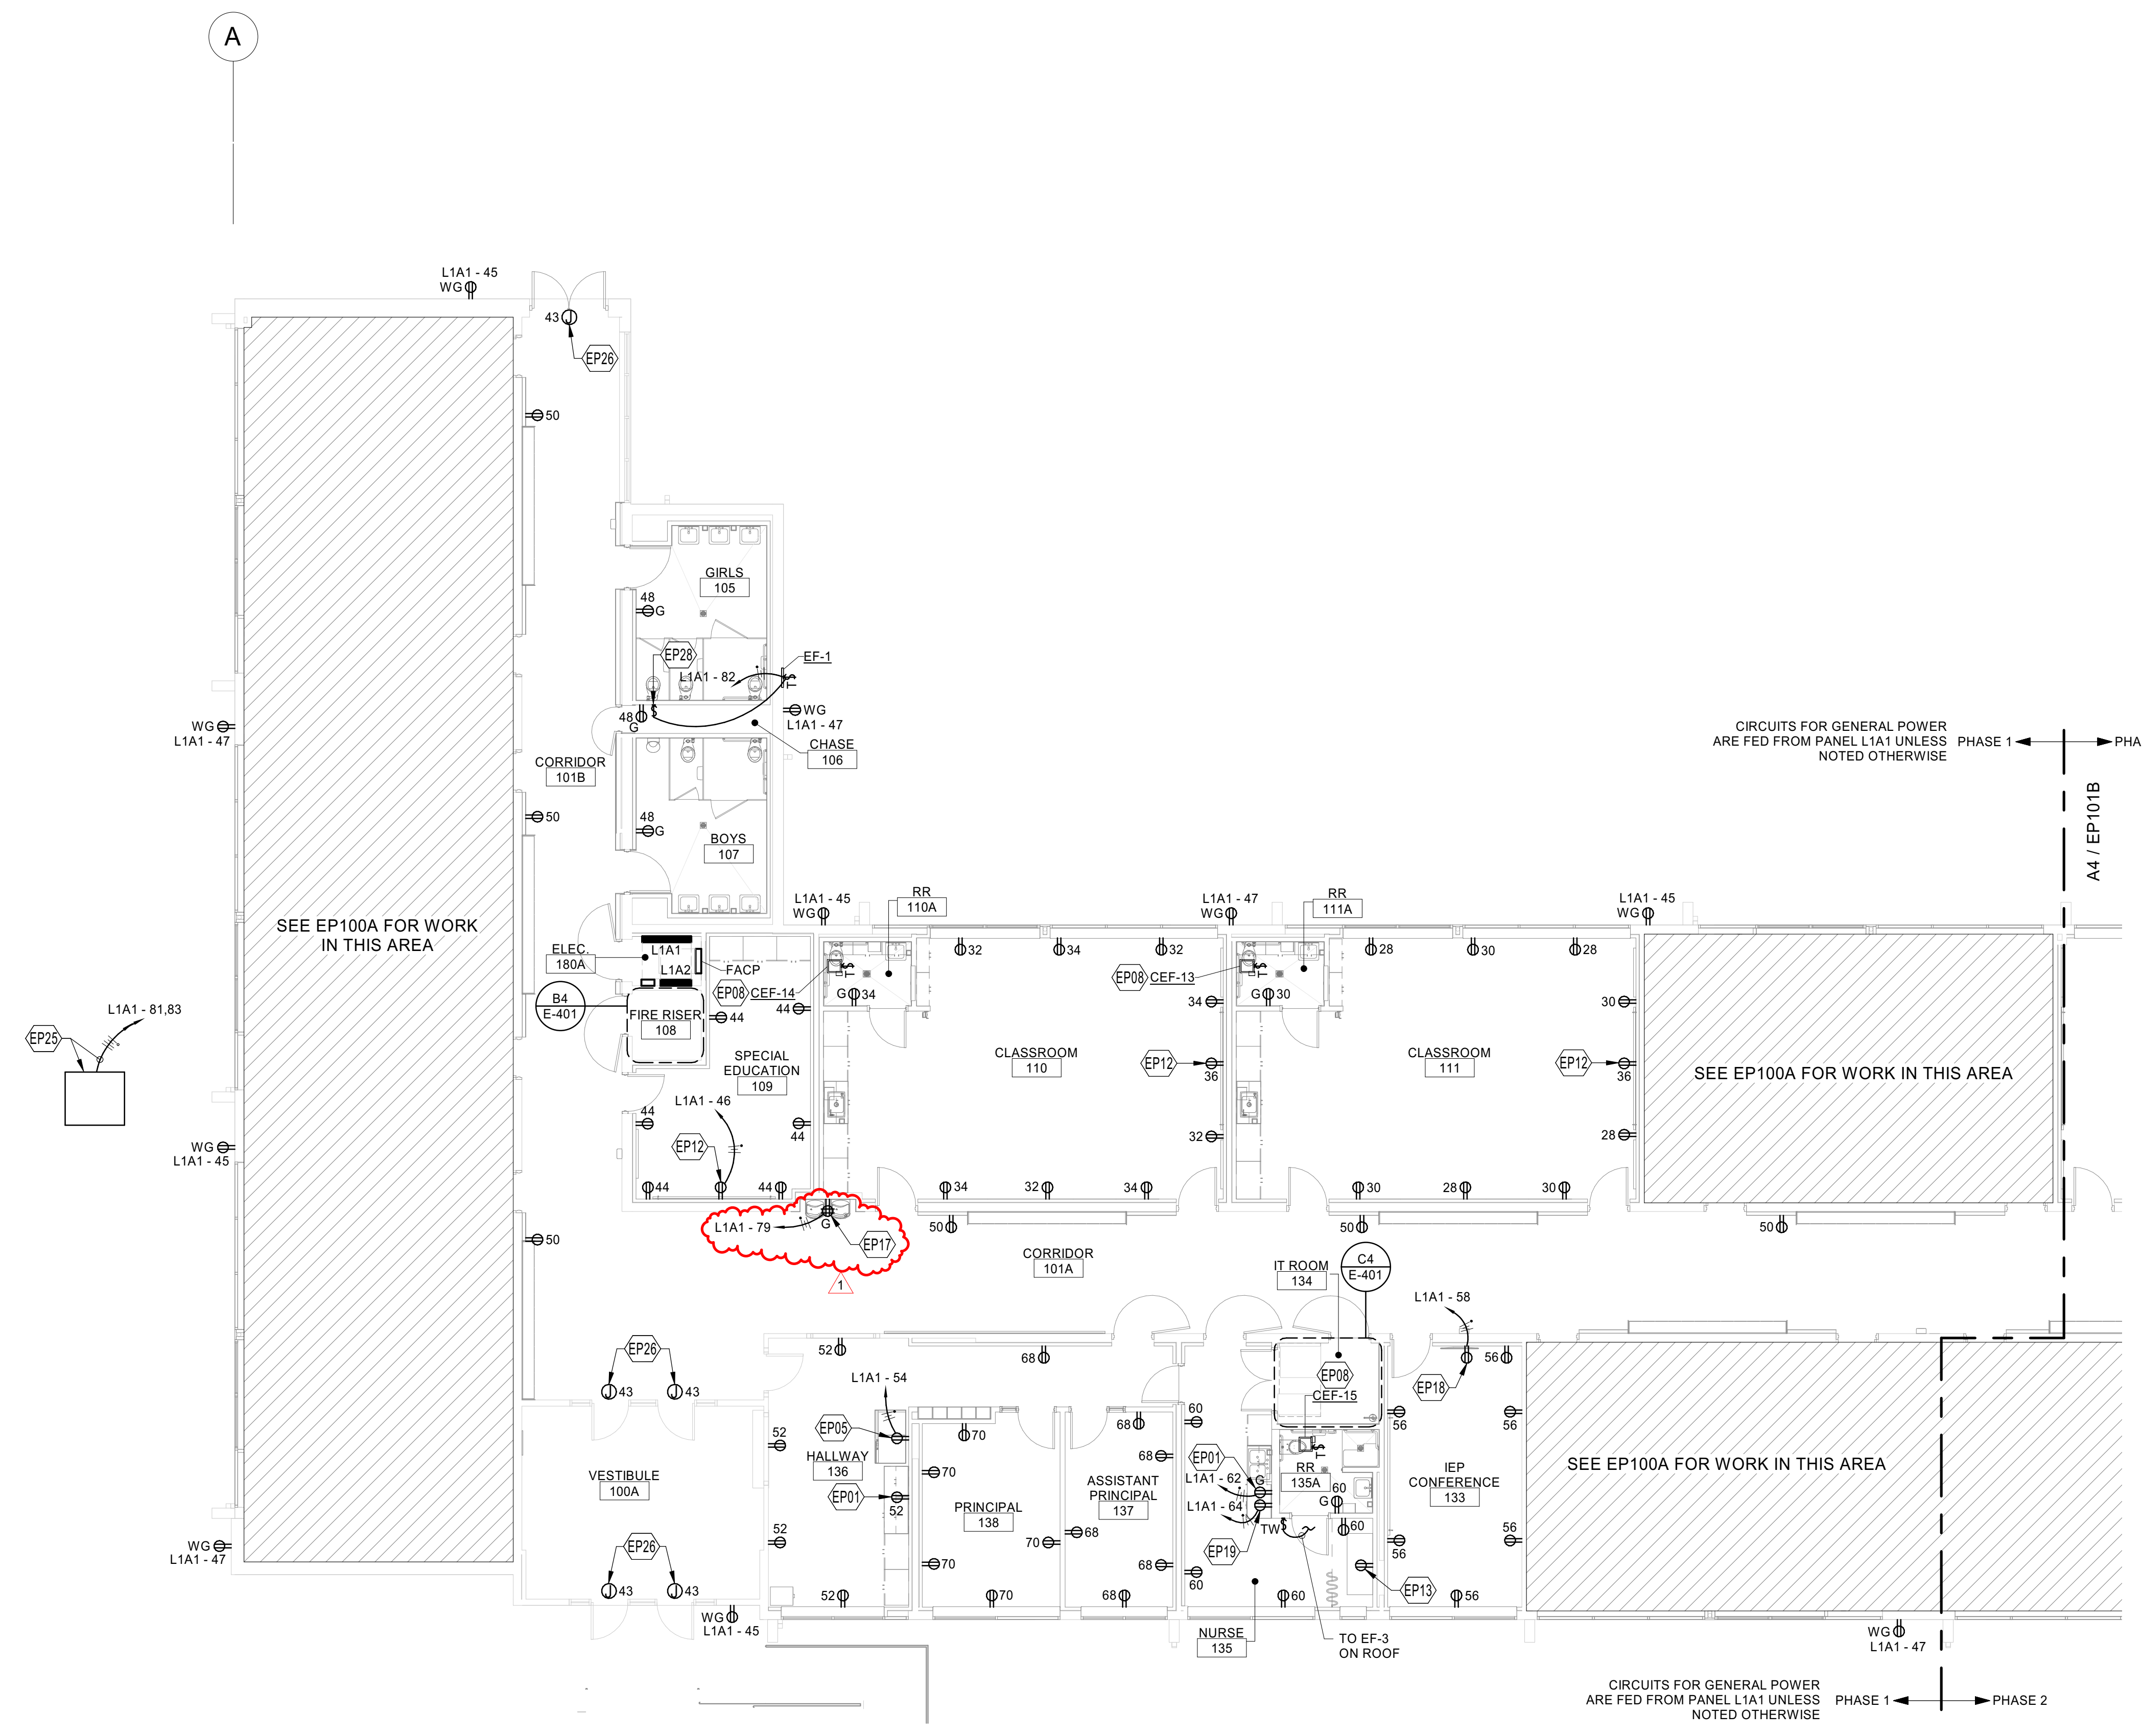 A
L1A1 - 45
WG
43 J
EP26
50
GIRLS
105
48
G
EP28
EF-1
L1A1 - 82
TS
S
48
G
WG
L1A1 - 47
WG
L1A1 - 47
CHASE
106
CORRIDOR
101B
CIRCUITS FOR GENERAL POWER
ARE FED FROM PANEL L1A1 UNLESS
NOTED OTHERWISE
PHASE 1
PHA
A4 / EP101B
50
48
G
BOYS
107
L1A1 - 45
WG
RR
110A
L1A1 - 47
WG
RR
111A
L1A1 - 45
WG
SEE EP100A FOR WORK
IN THIS AREA
ELEC.
180A
L1A1
L1A2
FACP
32
34
32
28
30
28
EP08
CEF-14
TS
G 34
EP08
CEF-13
TS
G 30
B4
E-401
FIRE RISER
108
44
44
34
30
L1A1 - 81,83
EP25
SPECIAL
EDUCATION
109
CLASSROOM
110
EP12
36
CLASSROOM
111
EP12
36
SEE EP100A FOR WORK IN THIS AREA
L1A1 - 46
44
44
EP12
32
28
WG
L1A1 - 45
44
44
34
32
34
30
28
30
L1A1 - 79
G
EP17
1
50
50
50
50
CORRIDOR
101A
IT ROOM
134
C4
E-401
L1A1 - 58
EP26
43
43
J
J
52
68
EP08
CEF-15
EP18
56
L1A1 - 54
EP05
52
HALLWAY
136
EP01
52
52
52
70
70
PRINCIPAL
138
70
70
70
68
68
ASSISTANT
PRINCIPAL
137
68
68
68
60
EP01
L1A1 - 62
G
L1A1 - 64
TS
RR
135A
60
G
60
TW
S
EP19
60
60
EP13
56
56
IEP
CONFERENCE
133
56
56
56
SEE EP100A FOR WORK IN THIS AREA
VESTIBULE
100A
EP26
43
43
J
J
WG
L1A1 - 47
WG
L1A1 - 45
NURSE
135
TO EF-3
ON ROOF
WG
L1A1 - 47
CIRCUITS FOR GENERAL POWER
ARE FED FROM PANEL L1A1 UNLESS
NOTED OTHERWISE
PHASE 1
PHASE 2